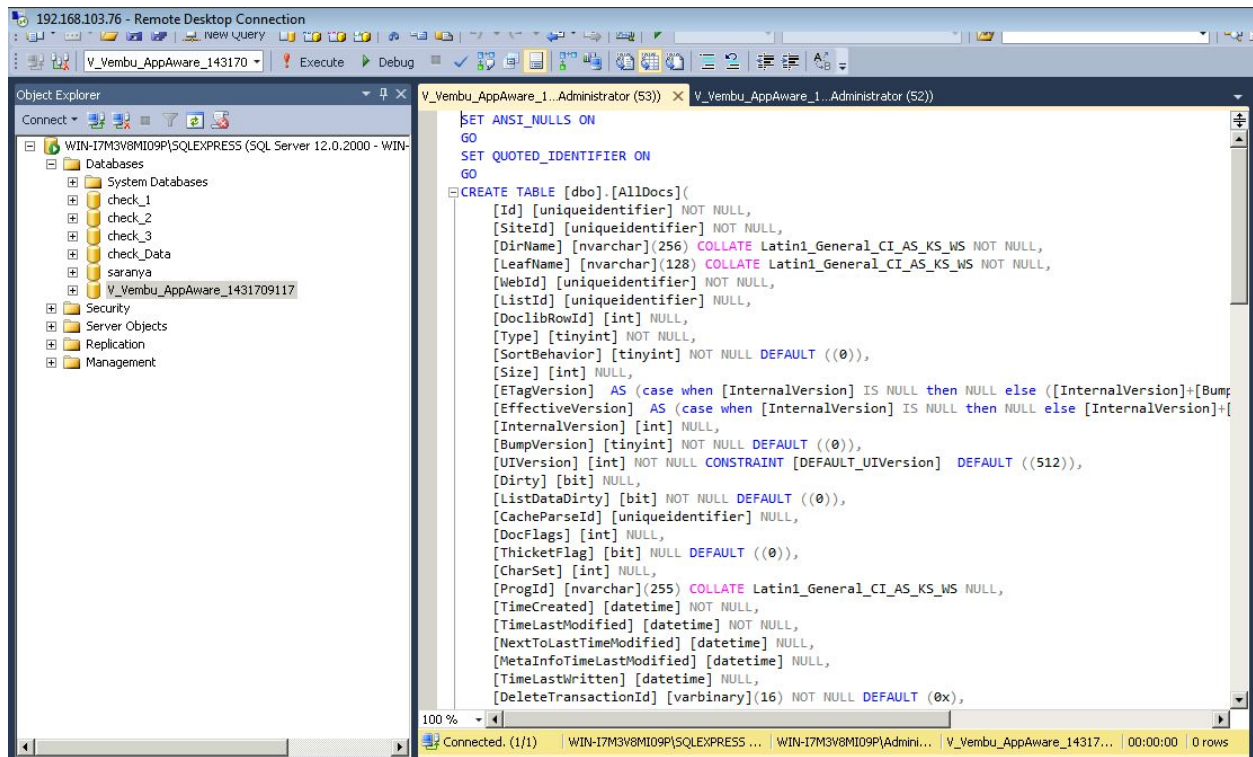 192.168.103.76 - Remote Desktop Connection
New Query
V_Vembu_AppAware_143170
Execute
Debug
Object Explorer
V_Vembu_AppAware_1...Administrator (53))
V_Vembu_AppAware_1...Administrator (52))
Connect
WIN-I7M3V8MI09P\SQLEXPRESS (SQL Server 12.0.2000 - WIN-
Databases
System Databases
check_1
check_2
check_3
check_Data
saranya
V_Vembu_AppAware_1431709117
Security
Server Objects
Replication
Management
SET ANSI_NULLS ON
GO
SET QUOTED_IDENTIFIER ON
GO
CREATE TABLE [dbo].[AllDocs](
[Id] [uniqueidentifier] NOT NULL,
[SiteId] [uniqueidentifier] NOT NULL,
[DirName] [nvarchar](256) COLLATE Latin1_General_CI_AS_KS_WS NOT NULL,
[LeafName] [nvarchar](128) COLLATE Latin1_General_CI_AS_KS_WS NOT NULL,
[WebId] [uniqueidentifier] NOT NULL,
[ListId] [uniqueidentifier] NULL,
[DoclibRowId] [int] NULL,
[Type] [tinyint] NOT NULL,
[SortBehavior] [tinyint] NOT NULL DEFAULT ((0)),
[Size] [int] NULL,
[ETagVersion]  AS (case when [InternalVersion] IS NULL then NULL else ([InternalVersion]+[Bump
[EffectiveVersion]  AS (case when [InternalVersion] IS NULL then NULL else [InternalVersion]+[
[InternalVersion] [int] NULL,
[BumpVersion] [tinyint] NOT NULL DEFAULT ((0)),
[UIVersion] [int] NOT NULL CONSTRAINT [DEFAULT_UIVersion]  DEFAULT ((512)),
[Dirty] [bit] NULL,
[ListDataDirty] [bit] NOT NULL DEFAULT ((0)),
[CacheParseId] [uniqueidentifier] NULL,
[DocFlags] [int] NULL,
[ThicketFlag] [bit] NULL DEFAULT ((0)),
[CharSet] [int] NULL,
[ProgId] [nvarchar](255) COLLATE Latin1_General_CI_AS_KS_WS NULL,
[TimeCreated] [datetime] NOT NULL,
[TimeLastModified] [datetime] NOT NULL,
[NextToLastTimeModified] [datetime] NULL,
[MetaInfoTimeLastModified] [datetime] NULL,
[TimeLastWritten] [datetime] NULL,
[DeleteTransactionId] [varbinary](16) NOT NULL DEFAULT (0x),
100 %
Connected. (1/1)
WIN-I7M3V8MI09P\SQLEXPRESS ...
WIN-I7M3V8MI09P\Admini...
V_Vembu_AppAware_14317...
00:00:00
0 rows